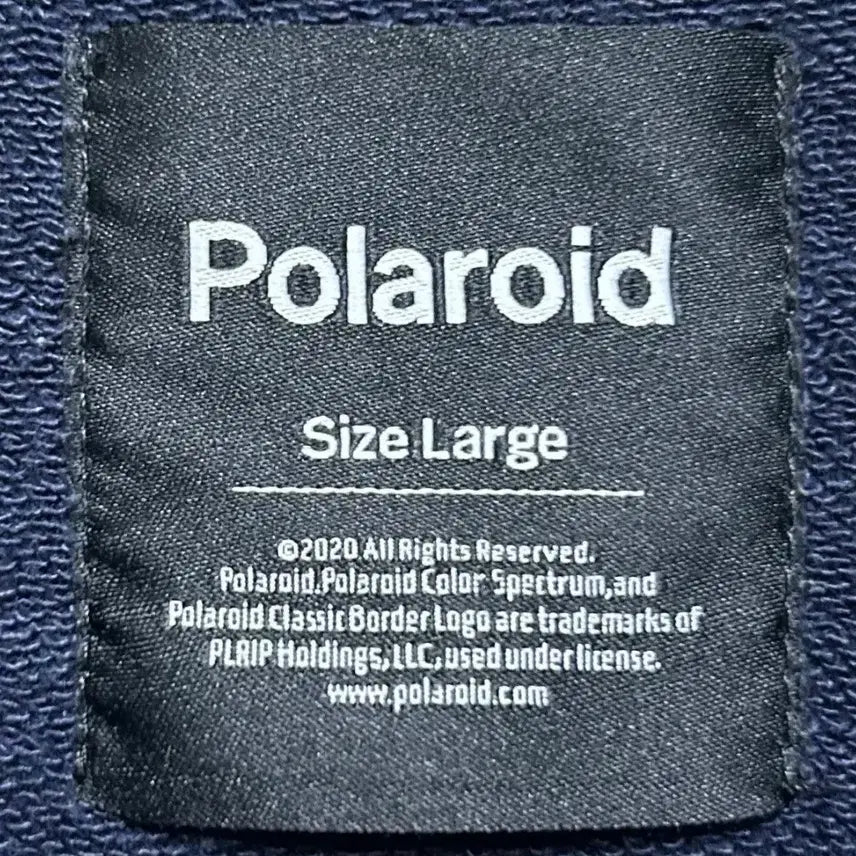 Polaroid
Size Large
©2020 All Rights Reserved.
Polaroid.Polaroid Color Spectrum,and
Polaroid Classic Border Logo are trademarks of
PLRIP Holdings, LLC, used under license.
www.polaroid.com